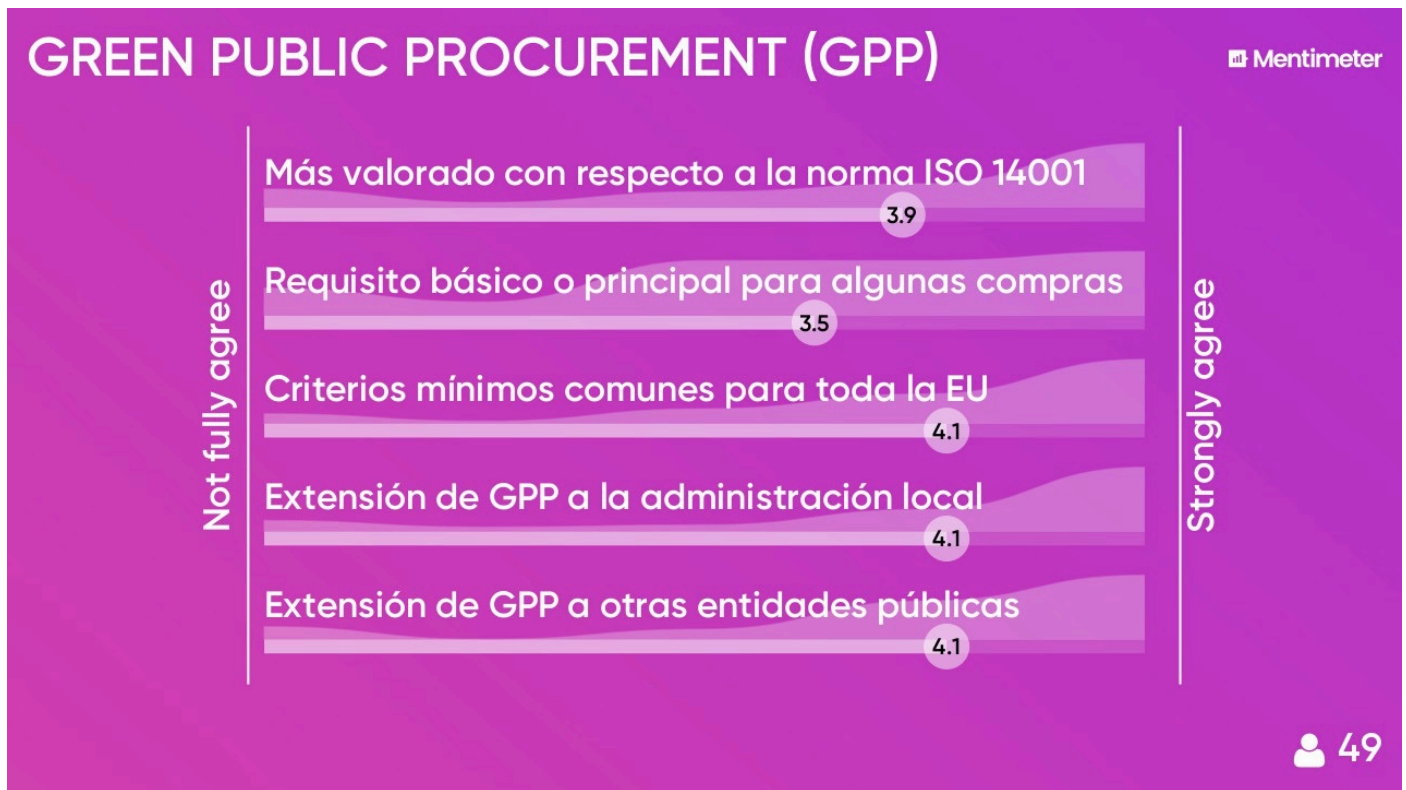 GREEN PUBLIC PROCUREMENT (GPP)
Mentimeter
Not fully agree
Más valorado con respecto a la norma ISO 14001
3.9
Requisito básico o principal para algunas compras
3.5
Criterios mínimos comunes para toda la EU
4.1
Extensión de GPP a la administración local
4.1
Extensión de GPP a otras entidades públicas
4.1
Strongly agree
49